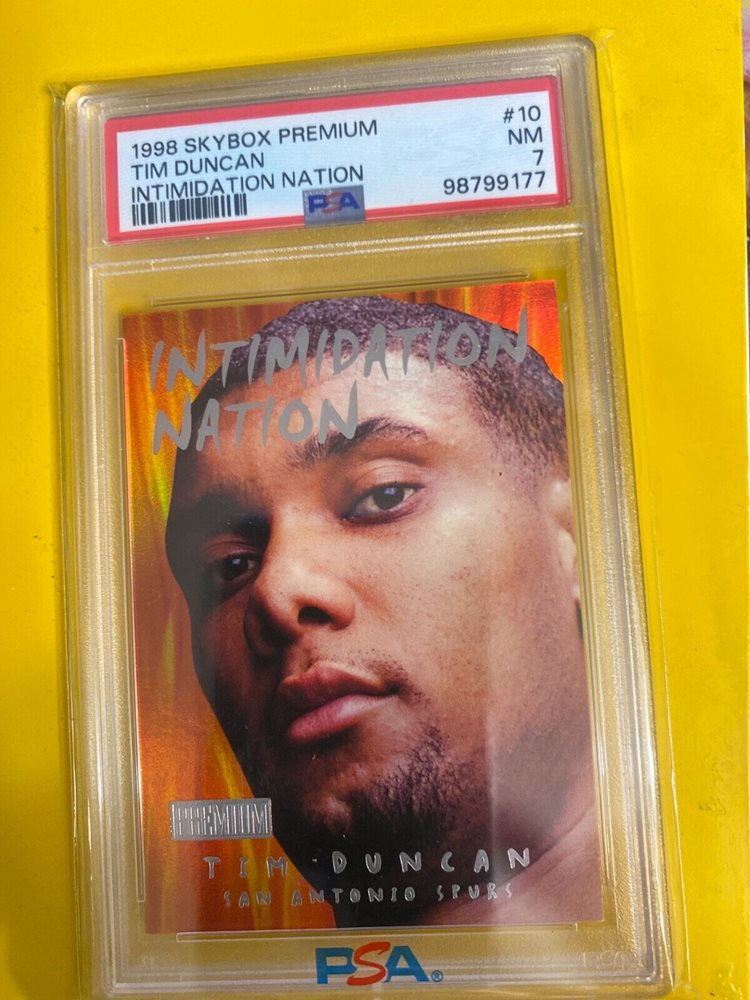 1998 SKYBOX PREMIUM #10
TIM DUNCAN NM
INTIMIDATION NATION 7
PSA 98799177
INTIMIDATION
NATION
PREMIUM
TIM DUNCAN
SAN ANTONIO SPURS
PSA®